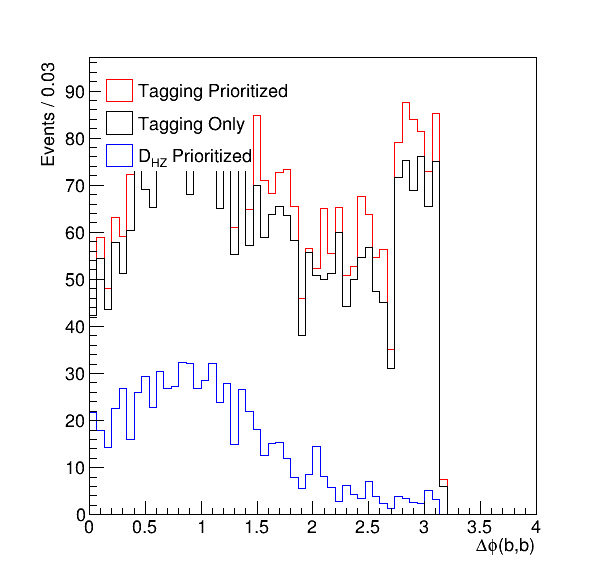 Events / 0.03
90
80
70
60
50
40
30
20
10
0
Tagging Prioritized
Tagging Only
D_HZ Prioritized
0 0.5 1 1.5 2 2.5 3 3.5 4
Δϕ(b,b)